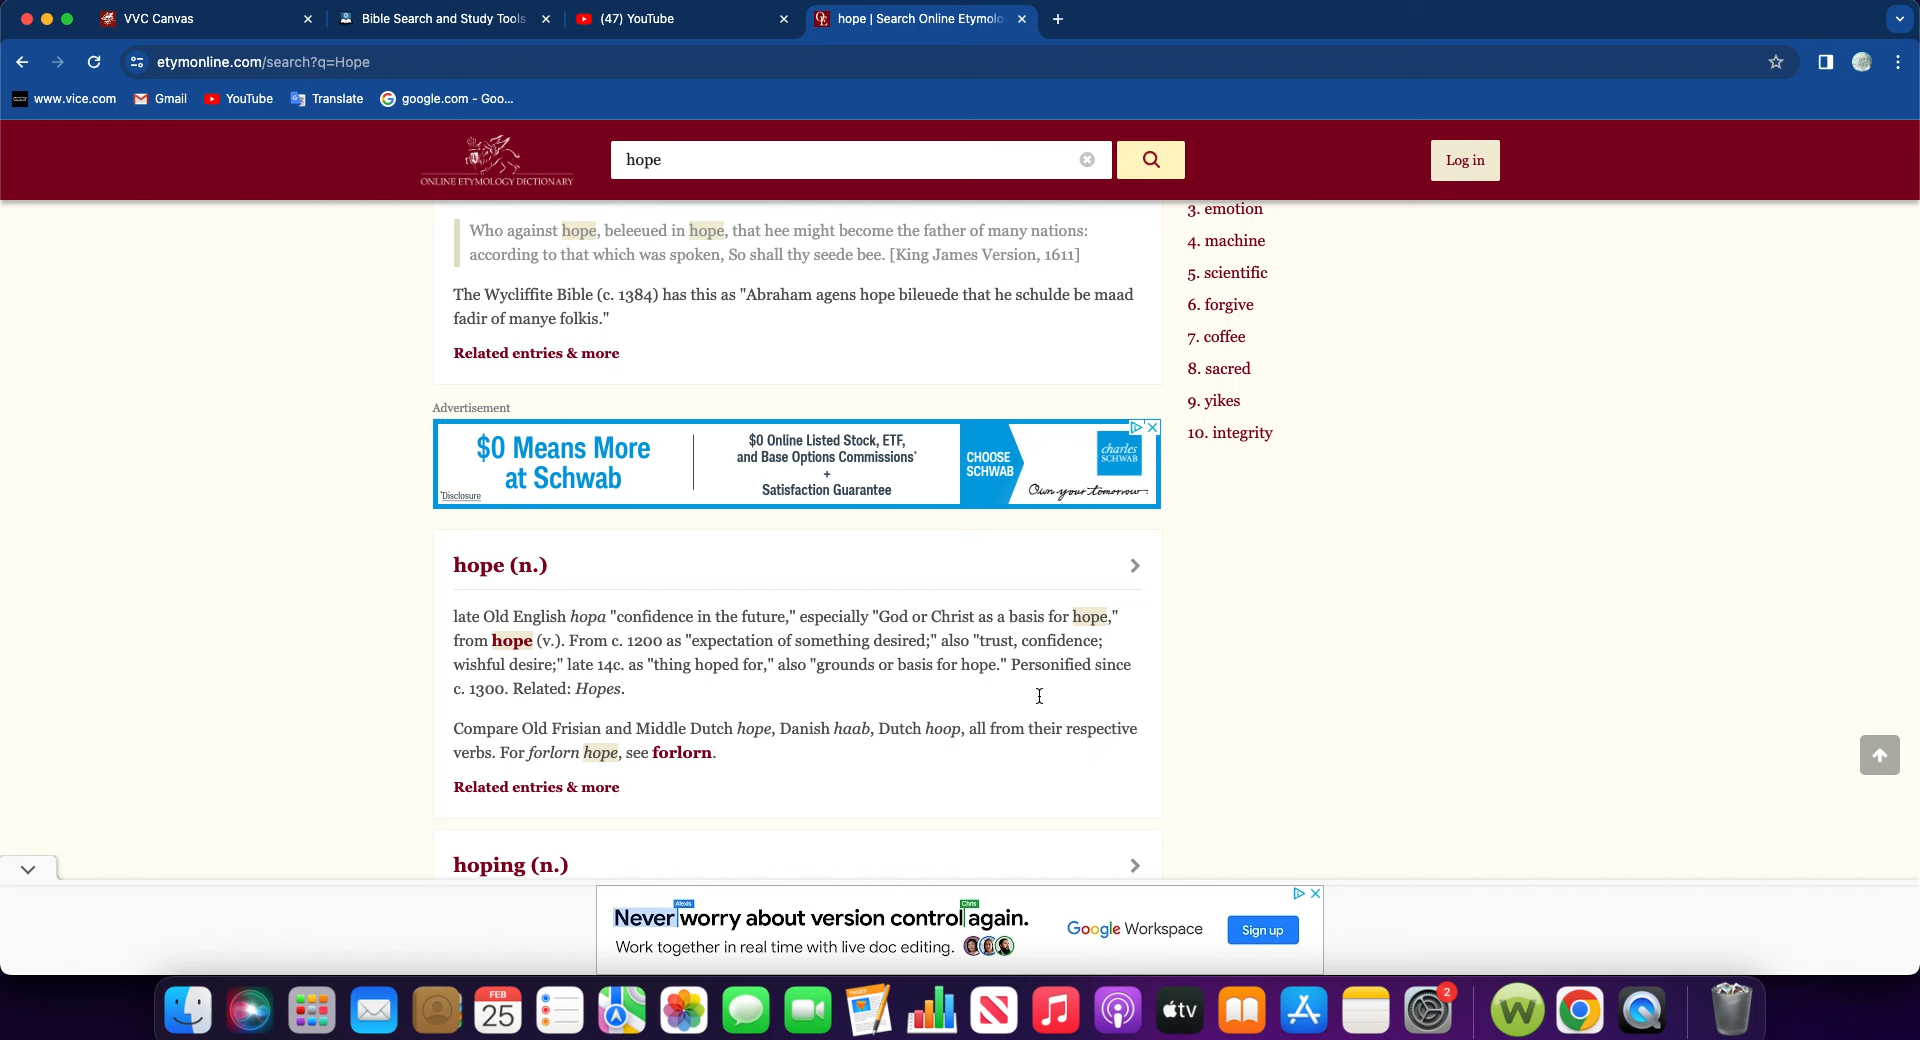 VVC Canvas
Bible Search and Study Tools
(47) YouTube
hope | Search Online Etymolo
etymonline.com/search?q=Hope
www.vice.com
Gmail
YouTube
Translate
google.com - Goo...
ONLINE ETYMOLOGY DICTIONARY
hope
Log in
Who against hope, beleeued in hope, that hee might become the father of many nations:
according to that which was spoken, So shall thy seede bee. [King James Version, 1611]
The Wycliffite Bible (c. 1384) has this as "Abraham agens hope bileuede that he schulde be maad
fadir of manye folkis."
Related entries & more
3. emotion
4. machine
5. scientific
6. forgive
7. coffee
8. sacred
9. yikes
10. integrity
Advertisement
$0 Means More
at Schwab
*Disclosure
$0 Online Listed Stock, ETF,
and Base Options Commissions*
+
Satisfaction Guarantee
CHOOSE
SCHWAB
charles
SCHWAB
Own your tomorrow
hope (n.)
late Old English hopa "confidence in the future," especially "God or Christ as a basis for hope,"
from hope (v.). From c. 1200 as "expectation of something desired;" also "trust, confidence;
wishful desire;" late 14c. as "thing hoped for," also "grounds or basis for hope." Personified since
c. 1300. Related: Hopes.
Compare Old Frisian and Middle Dutch hope, Danish haab, Dutch hoop, all from their respective
verbs. For forlorn hope, see forlorn.
Related entries & more
hoping (n.)
Alexis
Chris
Never worry about version control again.
Work together in real time with live doc editing.
Google Workspace
Sign up
FEB
25
PAGES
tv
2
W